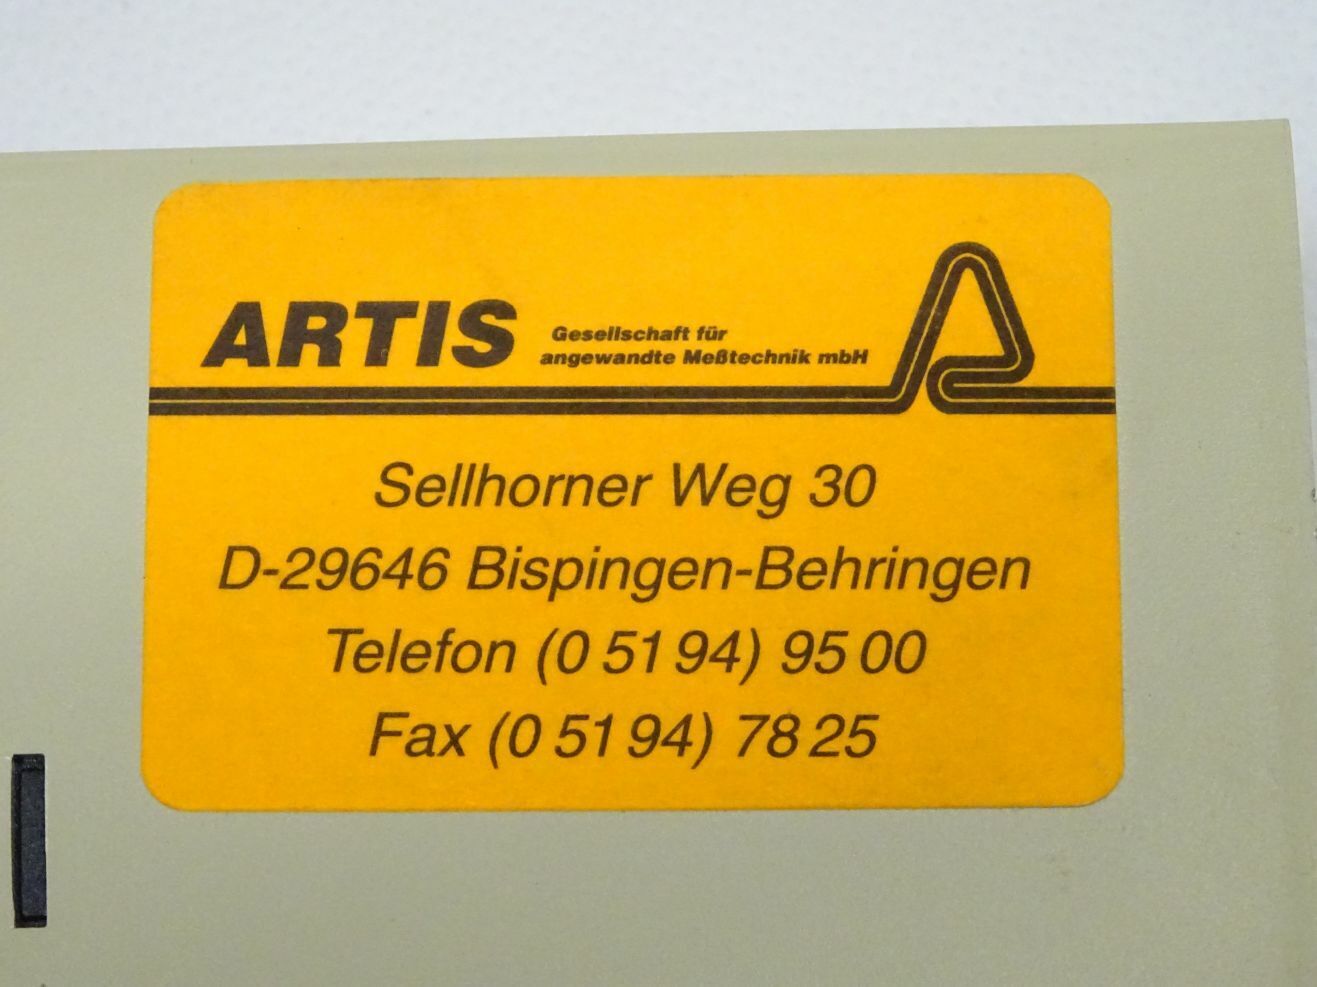 ARTIS
Gesellschaft für
angewandte Meßtechnik mbH
Sellhorner Weg 30
D-29646 Bispingen-Behringen
Telefon (0 51 94) 95 00
Fax (0 51 94) 78 25